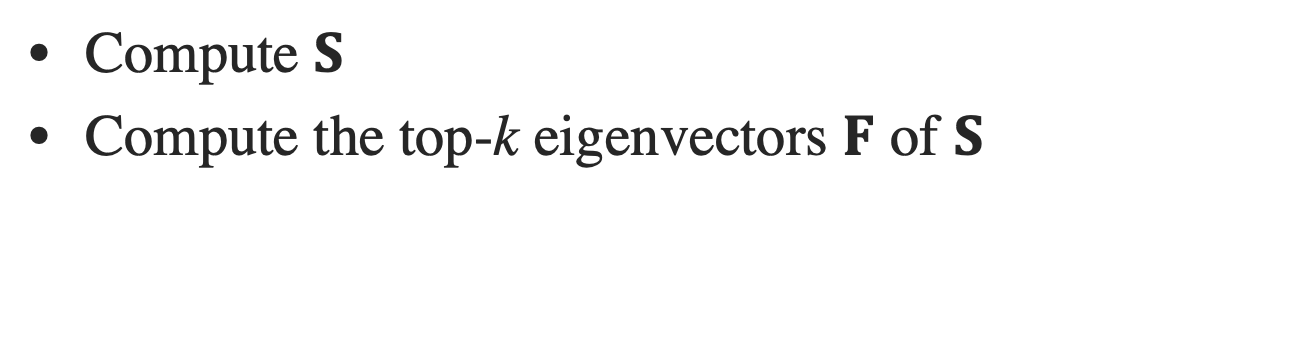 • Compute S
• Compute the top-k eigenvectors F of S